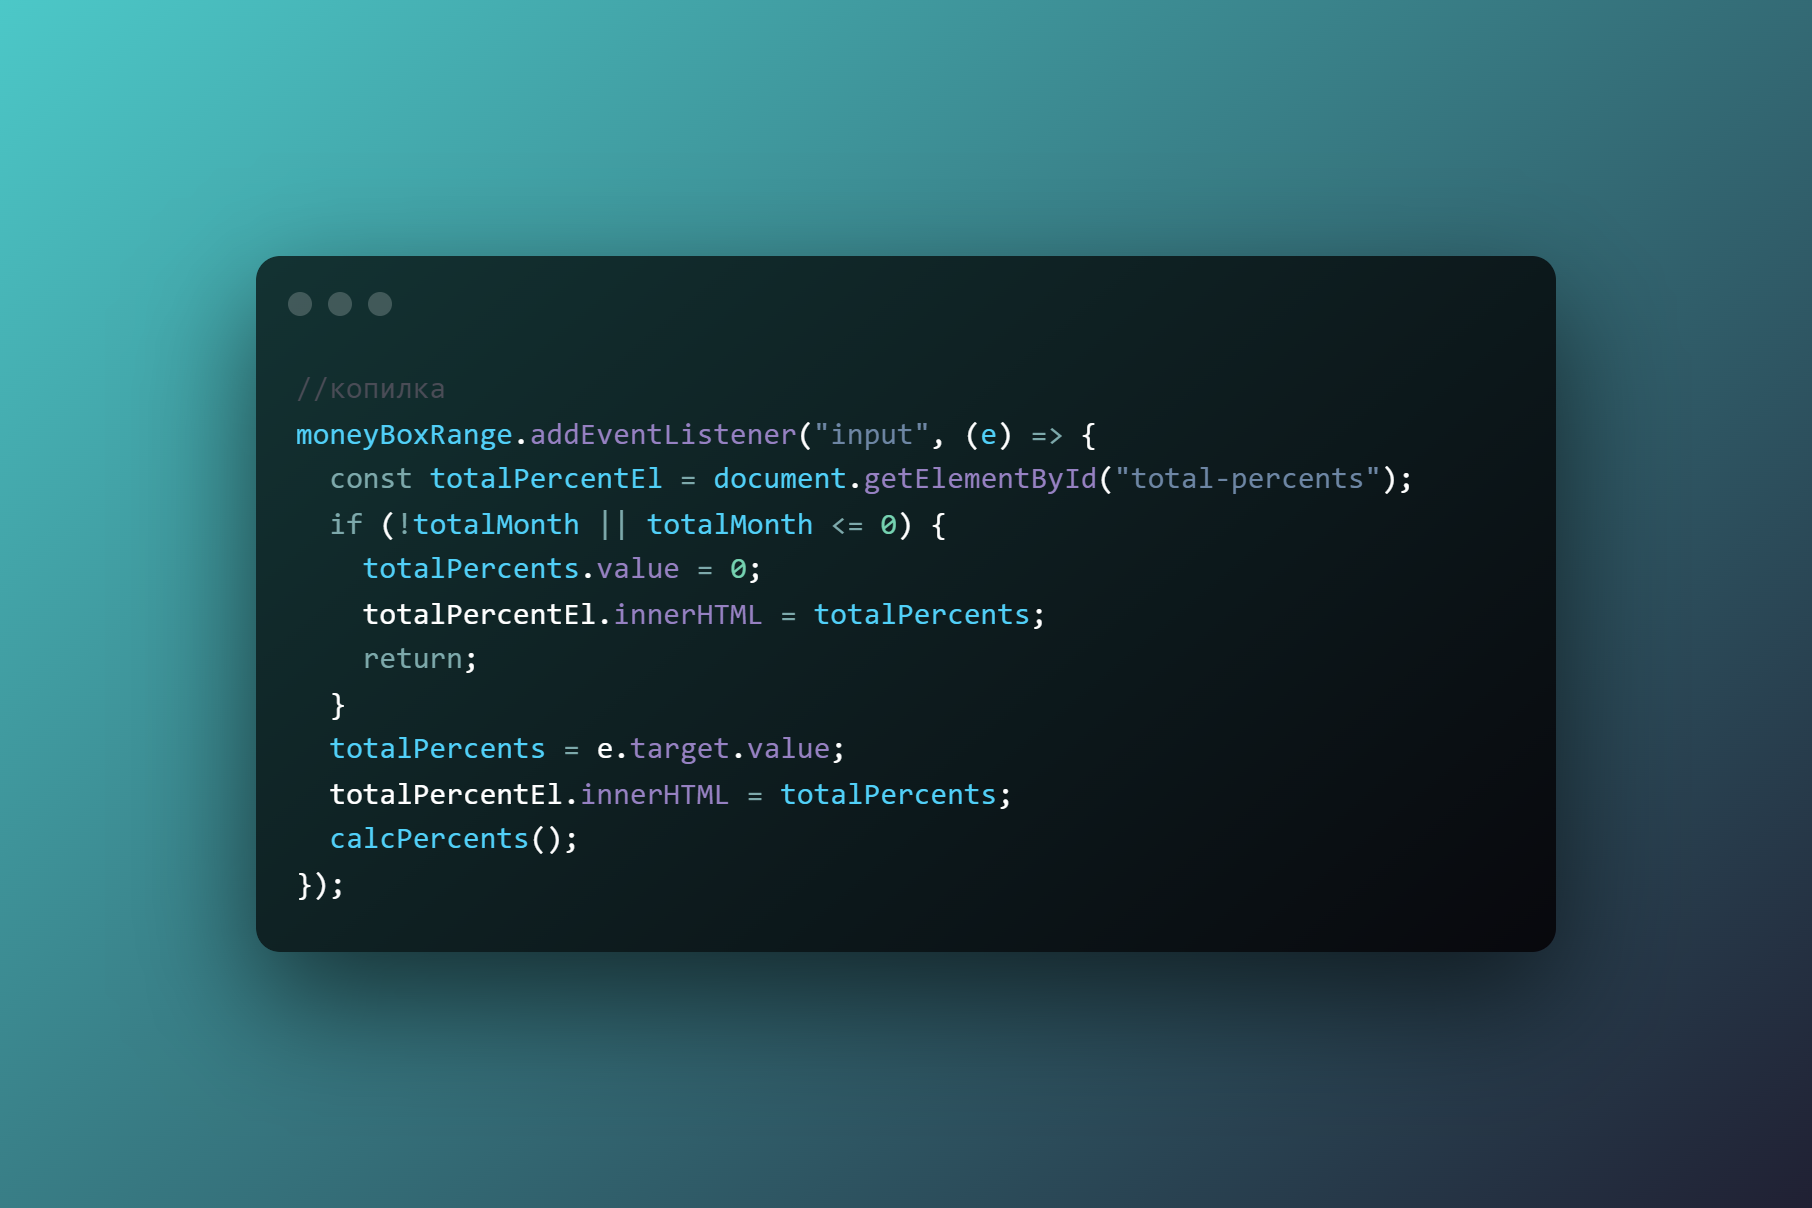 //копилка
moneyBoxRange.addEventListener("input", (e) => {
  const totalPercentEl = document.getElementById("total-percents");
  if (!totalMonth || totalMonth <= 0) {
    totalPercents.value = 0;
    totalPercentEl.innerHTML = totalPercents;
    return;
  }
  totalPercents = e.target.value;
  totalPercentEl.innerHTML = totalPercents;
  calcPercents();
});